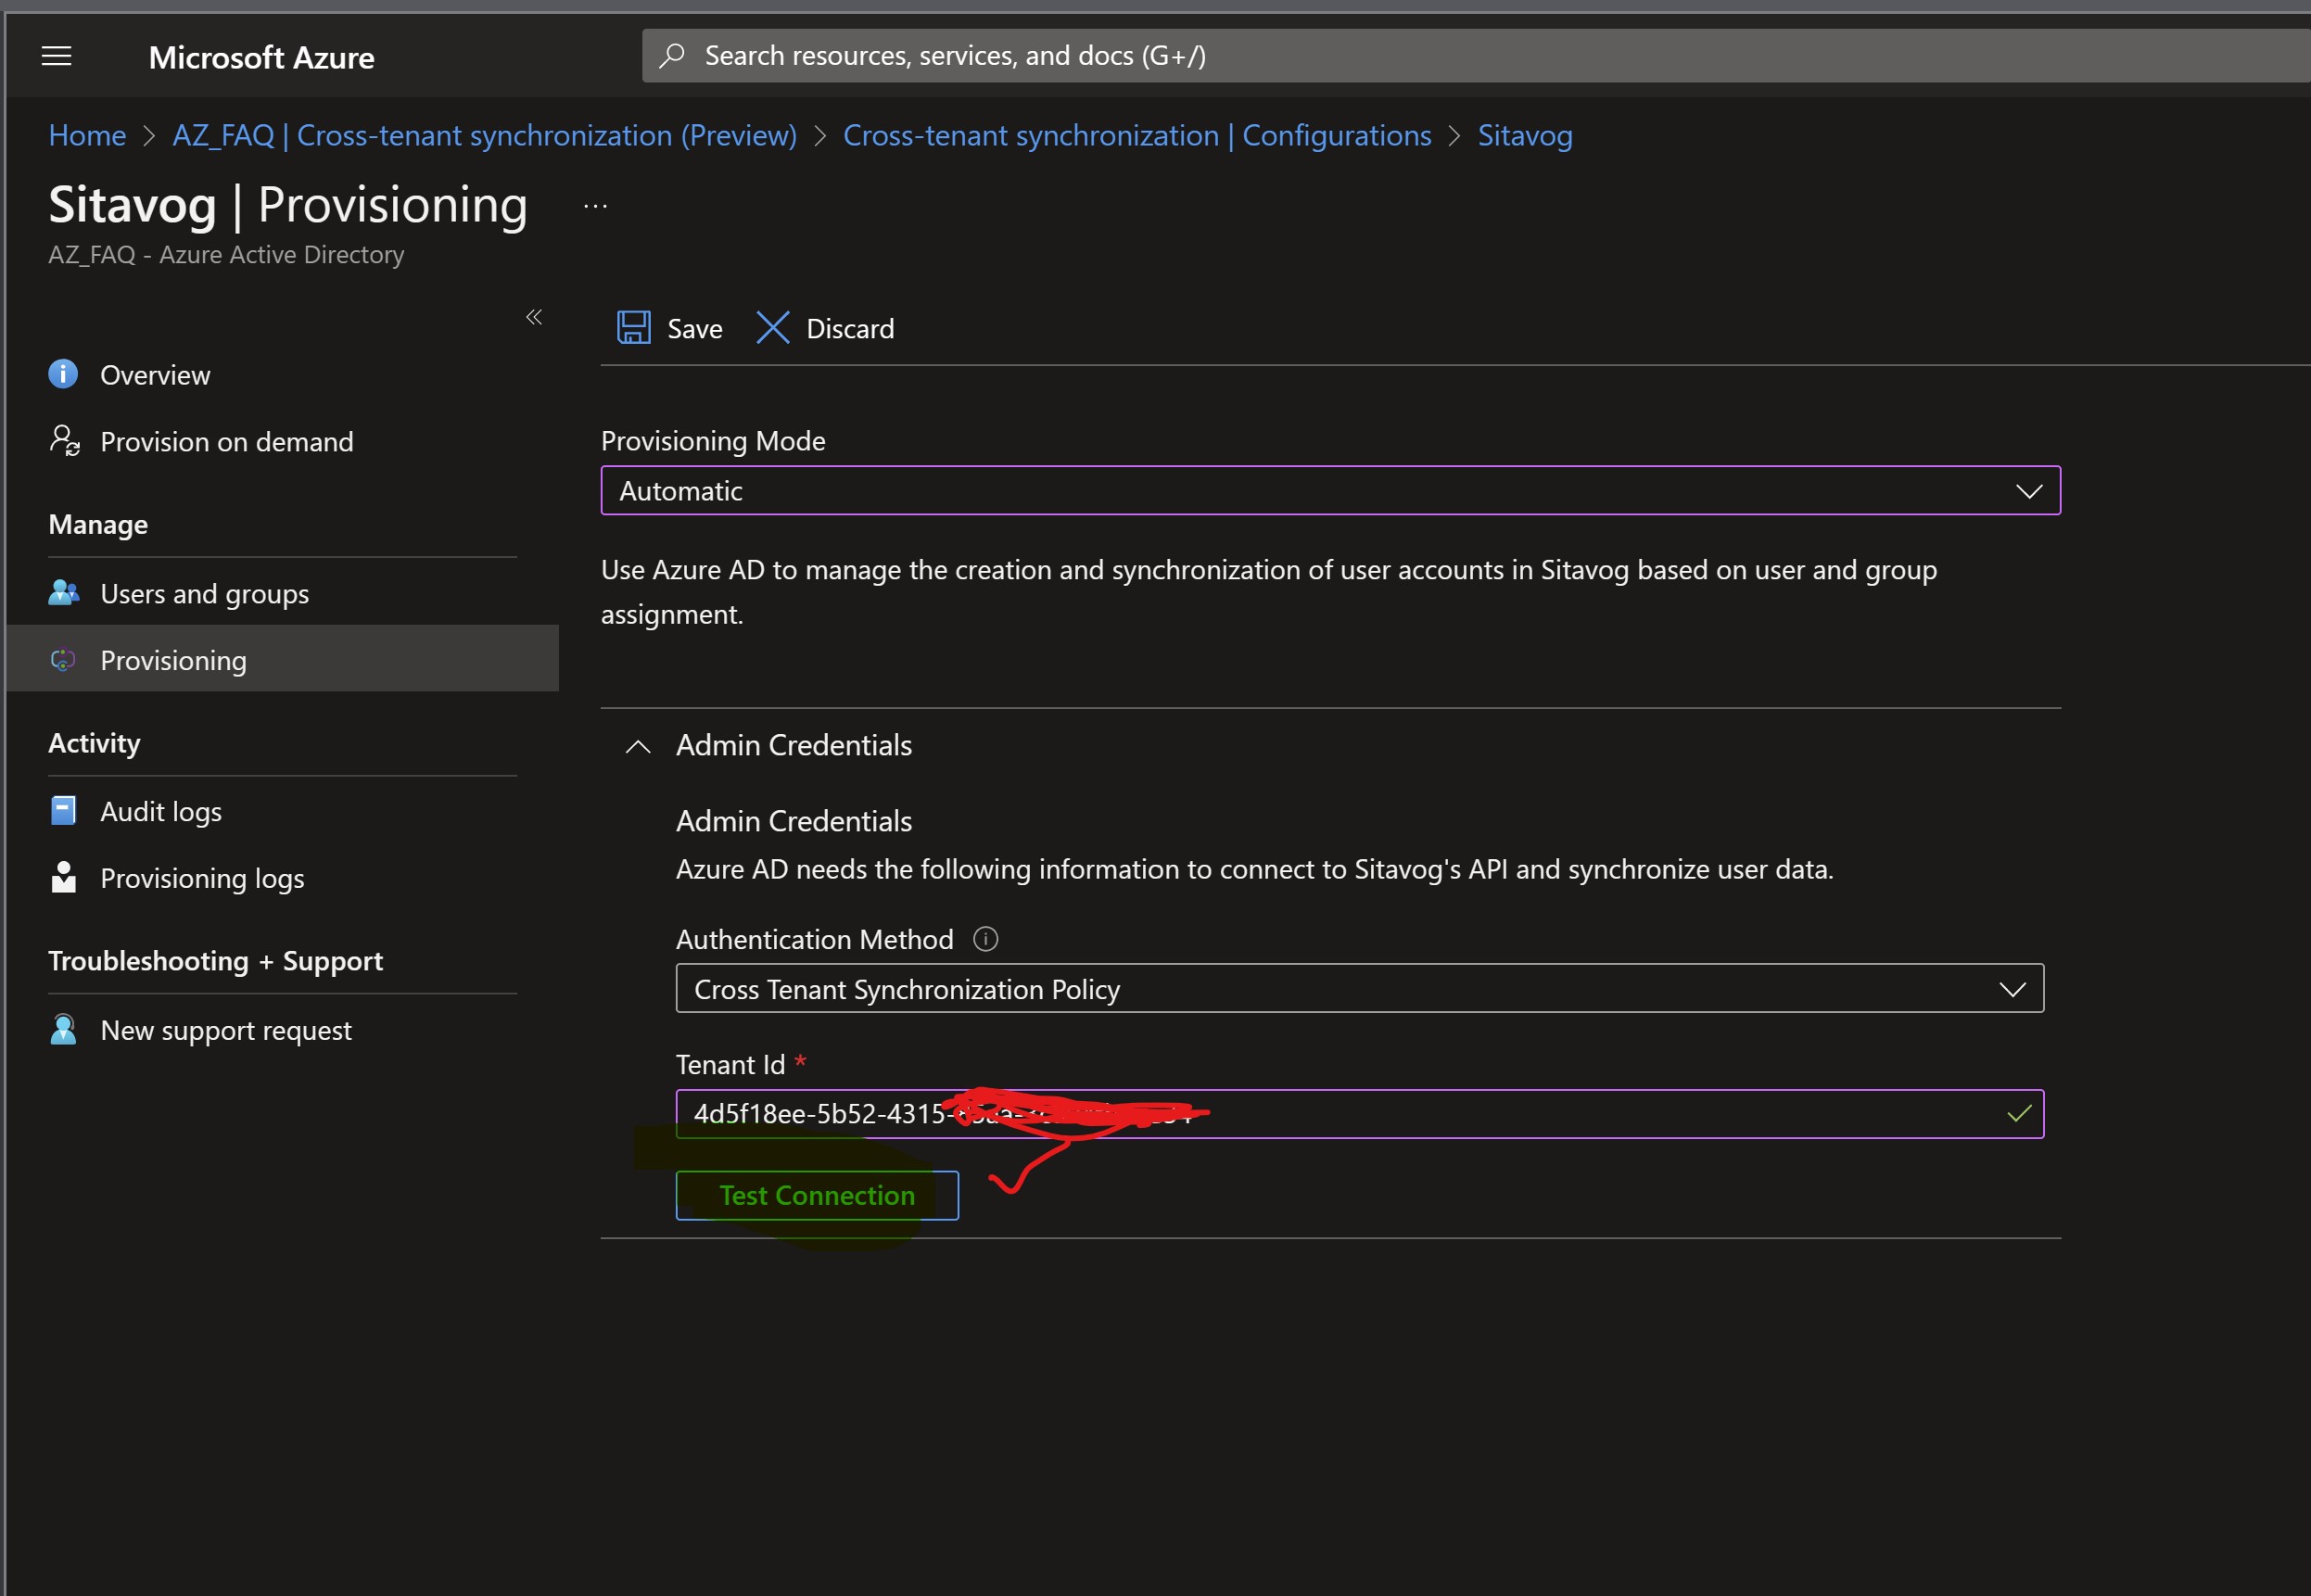 Microsoft Azure
Search resources, services, and docs (G+/)
Home > AZ_FAQ | Cross-tenant synchronization (Preview) > Cross-tenant synchronization | Configurations > Sitavog
Sitavog | Provisioning ...
AZ_FAQ - Azure Active Directory
«
Overview
Provision on demand
Manage
Users and groups
Provisioning
Activity
Audit logs
Provisioning logs
Troubleshooting + Support
New support request
Save Discard
Provisioning Mode
Automatic
Use Azure AD to manage the creation and synchronization of user accounts in Sitavog based on user and group
assignment.
Admin Credentials
Admin Credentials
Azure AD needs the following information to connect to Sitavog's API and synchronize user data.
Authentication Method
Cross Tenant Synchronization Policy
Tenant Id *
4d5f18ee-5b52-4315-
Test Connection